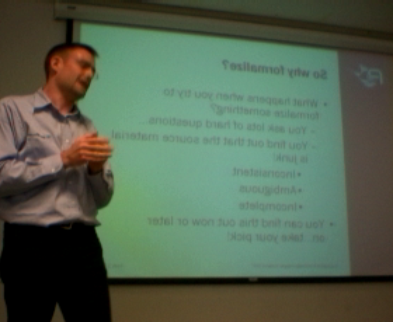 So why formalize?
• What happens when you try to
formalize something?
– You ask lots of hard questions...
– You find out that the source material
is junk:
•Inconsistent
•Ambiguous
•Incomplete
• You can find this out now or later
on...take your pick!